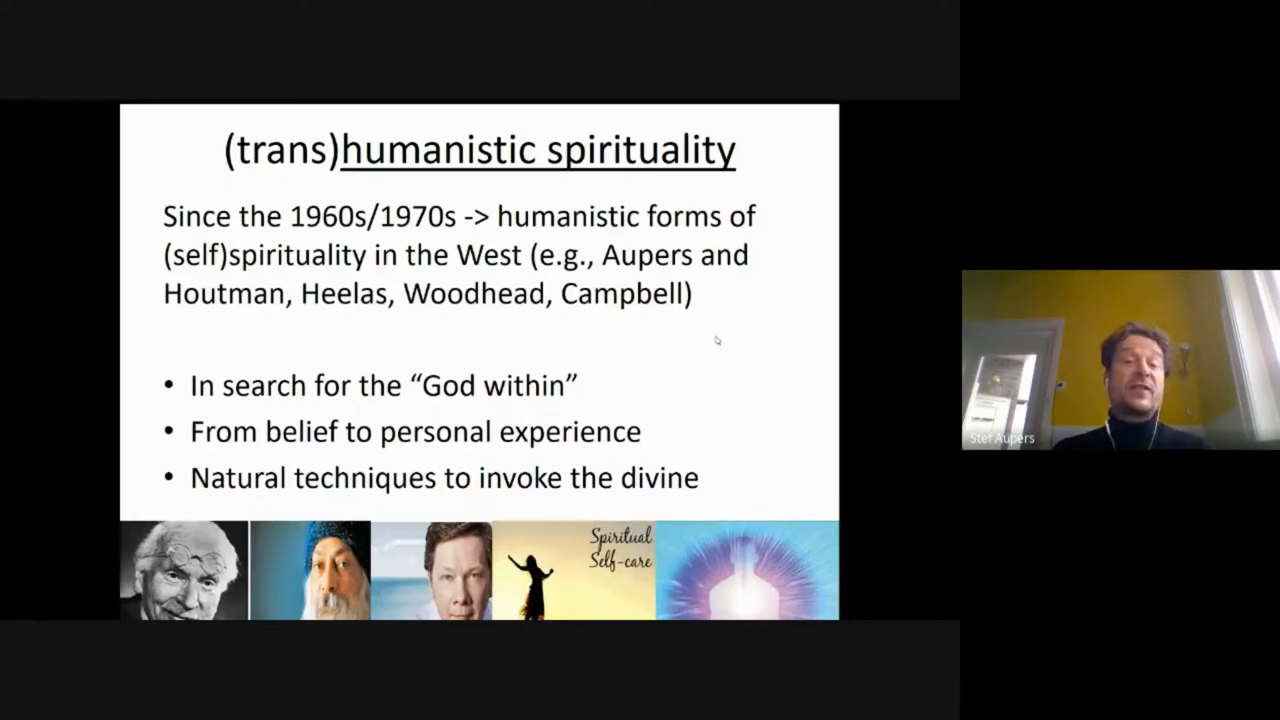 (trans)humanistic spirituality
Since the 1960s/1970s -> humanistic forms of
(self)spirituality in the West (e.g., Aupers and
Houtman, Heelas, Woodhead, Campbell)
• In search for the “God within”
• From belief to personal experience
• Natural techniques to invoke the divine
Spiritual
Self-care
Stef Aupers